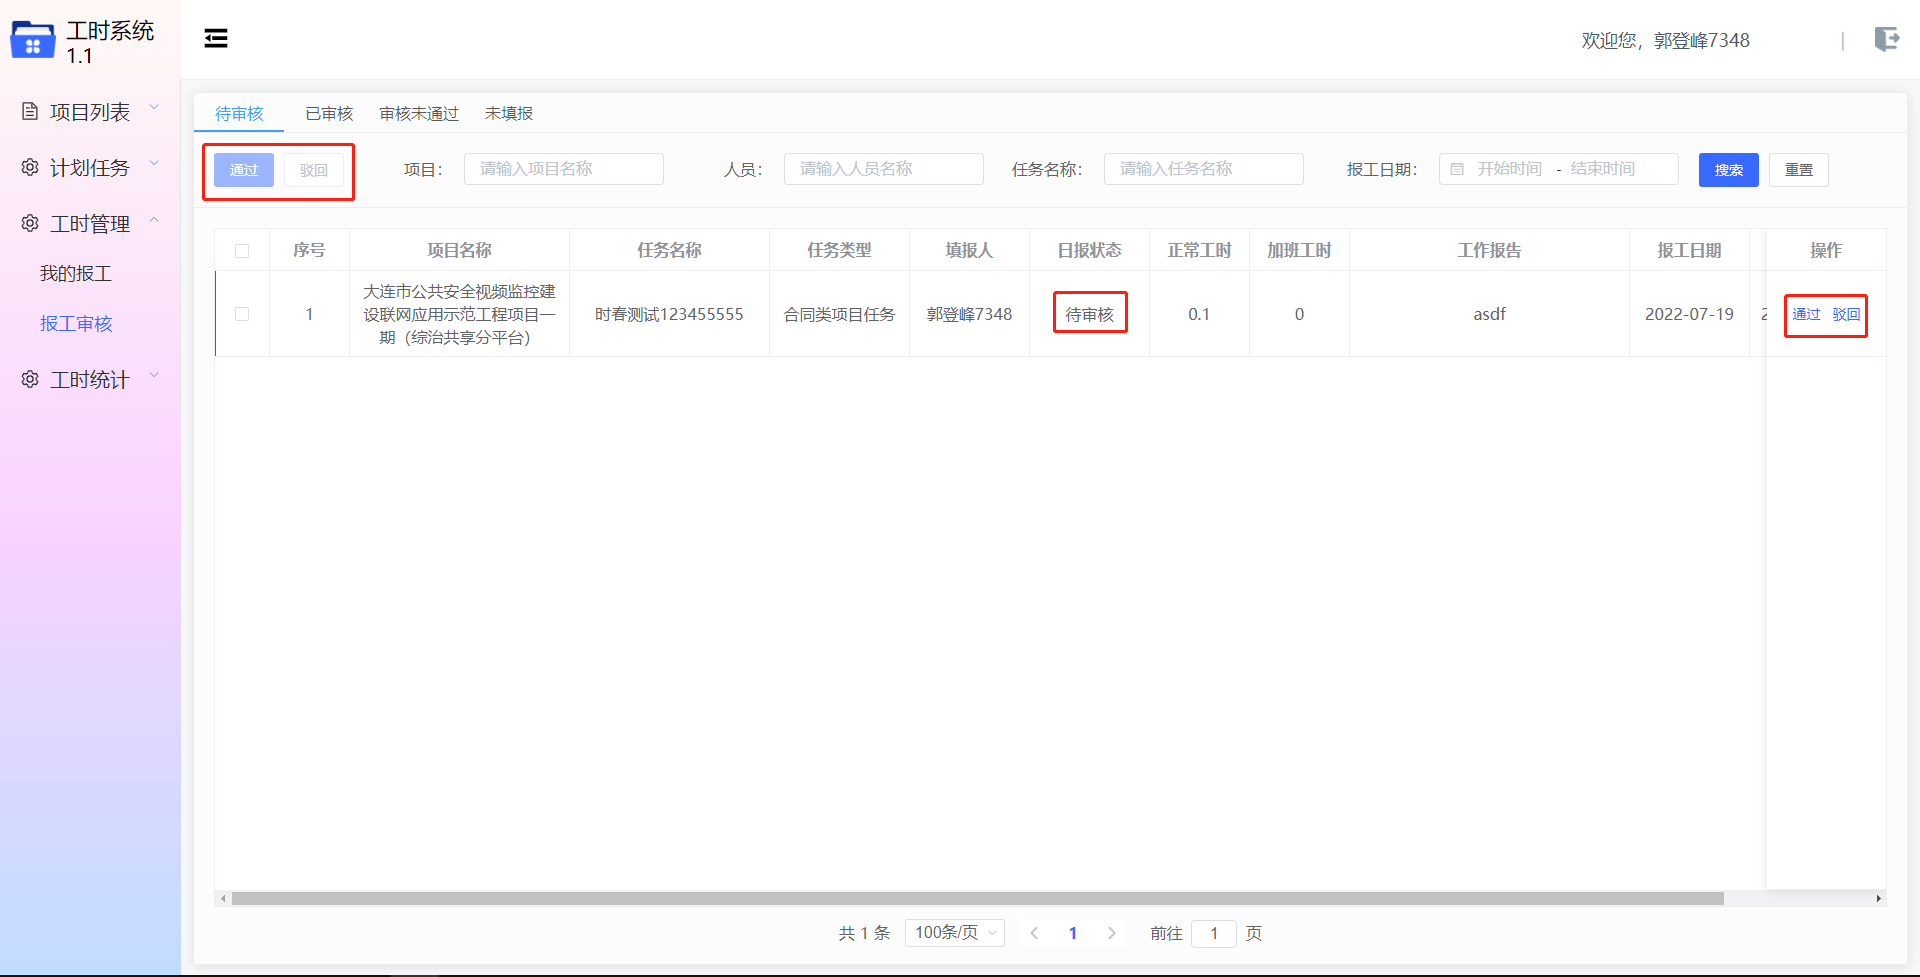 工时系统
1.1
欢迎您，郭登峰7348
|
项目列表
计划任务
工时管理
我的报工
报工审核
工时统计
待审核 已审核 审核未通过 未填报
通过 驳回 项目： 请输入项目名称 人员： 请输入人员名称 任务名称： 请输入任务名称 报工日期： 开始时间 - 结束时间 搜索 重置
序号 项目名称 任务名称 任务类型 填报人 日报状态 正常工时 加班工时 工作报告 报工日期 操作
1 大连市公共安全视频监控建
设联网应用示范工程项目一
期（综治共享分平台） 时春测试123455555 合同类项目任务 郭登峰7348 待审核 0.1 0 asdf 2022-07-19 2 通过 驳回
共 1 条 100条/页 1 前往 1 页